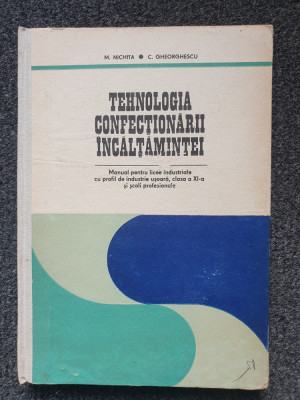 M. NICHITA ● C. GHEORGHESCU
TEHNOLOGIA
CONFECȚIONĂRII
ÎNCĂLȚĂMINTEI
Manual pentru licee industriale
cu profil de industrie ușoară, clasa a XI-a
și școli profesionale